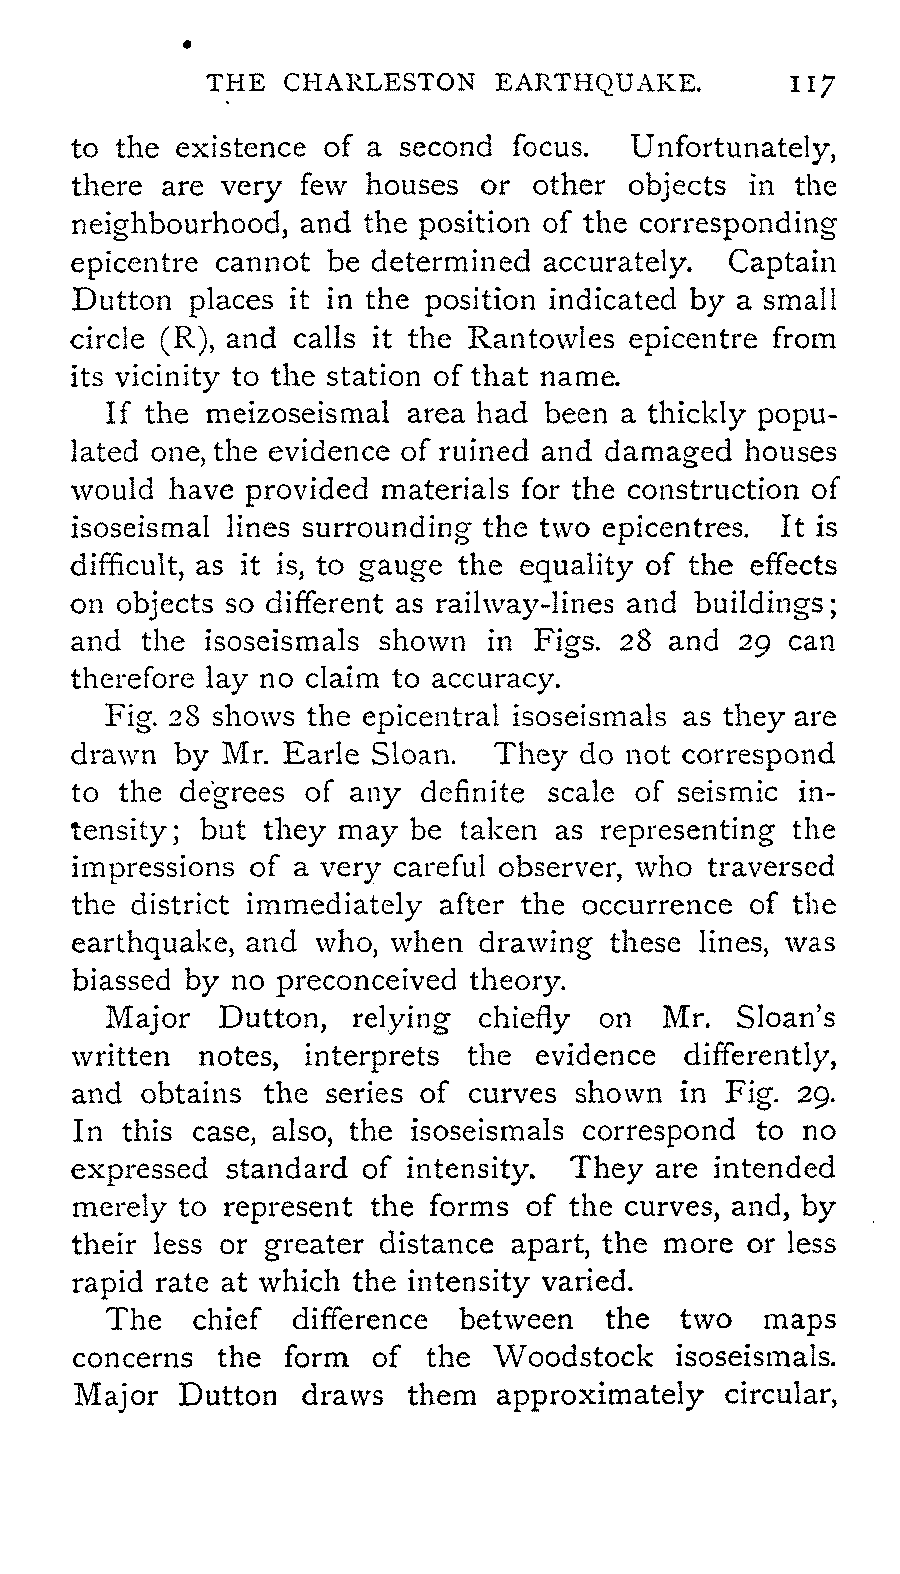 THE CHARLESTON EARTHQUAKE. 117
to the existence of a second focus. Unfortunately,
there are very few houses or other objects in the
neighbourhood, and the position of the corresponding
epicentre cannot be determined accurately. Captain
Dutton places it in the position indicated by a small
circle (R), and calls it the Rantowles epicentre from
its vicinity to the station of that name.
If the meizoseismal area had been a thickly popu-
lated one, the evidence of ruined and damaged houses
would have provided materials for the construction of
isoseismal lines surrounding the two epicentres. It is
difficult, as it is, to gauge the equality of the effects
on objects so different as railway-lines and buildings;
and the isoseismals shown in Figs. 28 and 29 can
therefore lay no claim to accuracy.
Fig. 28 shows the epicentral isoseismals as they are
drawn by Mr. Earle Sloan. They do not correspond
to the degrees of any definite scale of seismic in-
tensity; but they may be taken as representing the
impressions of a very careful observer, who traversed
the district immediately after the occurrence of the
earthquake, and who, when drawing these lines, was
biassed by no preconceived theory.
Major Dutton, relying chiefly on Mr. Sloan's
written notes, interprets the evidence differently,
and obtains the series of curves shown in Fig. 29.
In this case, also, the isoseismals correspond to no
expressed standard of intensity. They are intended
merely to represent the forms of the curves, and, by
their less or greater distance apart, the more or less
rapid rate at which the intensity varied.
The chief difference between the two maps
concerns the form of the Woodstock isoseismals.
Major Dutton draws them approximately circular,